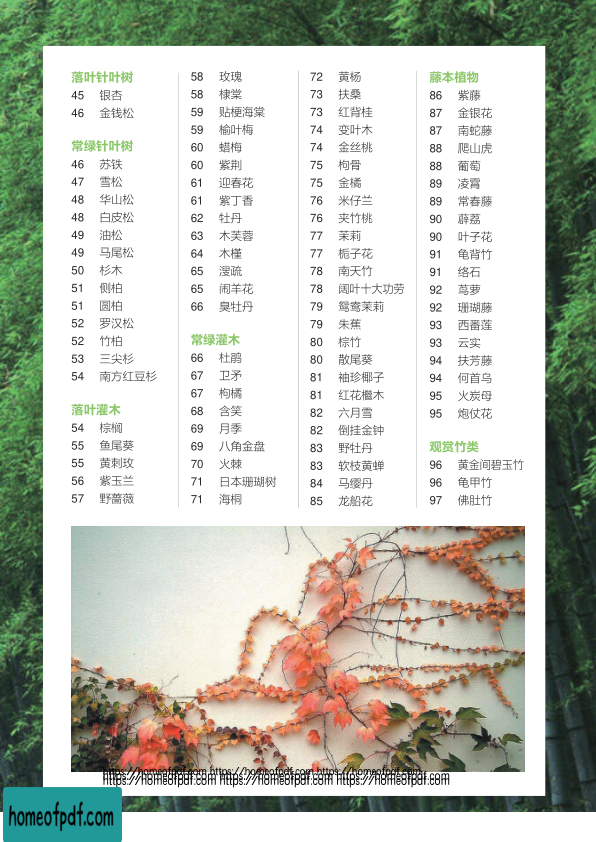 落叶针叶树
45 银杏
46 金钱松
常绿针叶树
46 苏铁
47 雪松
48 华山松
48 白皮松
49 油松
49 马尾松
50 杉木
51 侧柏
51 圆柏
52 罗汉松
52 竹柏
53 三尖杉
54 南方红豆杉
落叶灌木
54 棕榈
55 鱼尾葵
55 黄刺玫
56 紫玉兰
57 野蔷薇
58 玫瑰
58 棣棠
59 贴梗海棠
59 榆叶梅
60 蜡梅
60 紫荆
61 迎春花
61 紫丁香
62 牡丹
63 木芙蓉
64 木槿
65 溲疏
65 闹羊花
66 臭牡丹
常绿灌木
66 杜鹃
67 卫矛
67 枸橘
68 含笑
69 月季
69 八角金盘
70 火棘
71 日本珊瑚树
71 海桐
72 黄杨
73 扶桑
73 红背桂
74 变叶木
74 金丝桃
75 枸骨
75 金橘
76 米仔兰
76 夹竹桃
77 茉莉
77 栀子花
78 南天竹
78 阔叶十大功劳
79 鸳鸯茉莉
79 朱蕉
80 棕竹
80 散尾葵
81 袖珍椰子
81 红花檵木
82 六月雪
82 倒挂金钟
83 野牡丹
83 软枝黄蝉
84 马缨丹
85 龙船花
藤本植物
86 紫藤
87 金银花
87 南蛇藤
88 爬山虎
88 葡萄
89 凌霄
89 常春藤
90 薜荔
90 叶子花
91 龟背竹
91 络石
92 茑萝
92 珊瑚藤
93 西番莲
93 云实
94 扶芳藤
94 何首乌
95 火炭母
95 炮仗花
观赏竹类
96 黄金间碧玉竹
96 龟甲竹
97 佛肚竹
https://homeofpdf.com https://homeofpdf.com https://homeofpdf.com
https://homeofpdf.com https://homeofpdf.com https://homeofpdf.com
homeofpdf.com